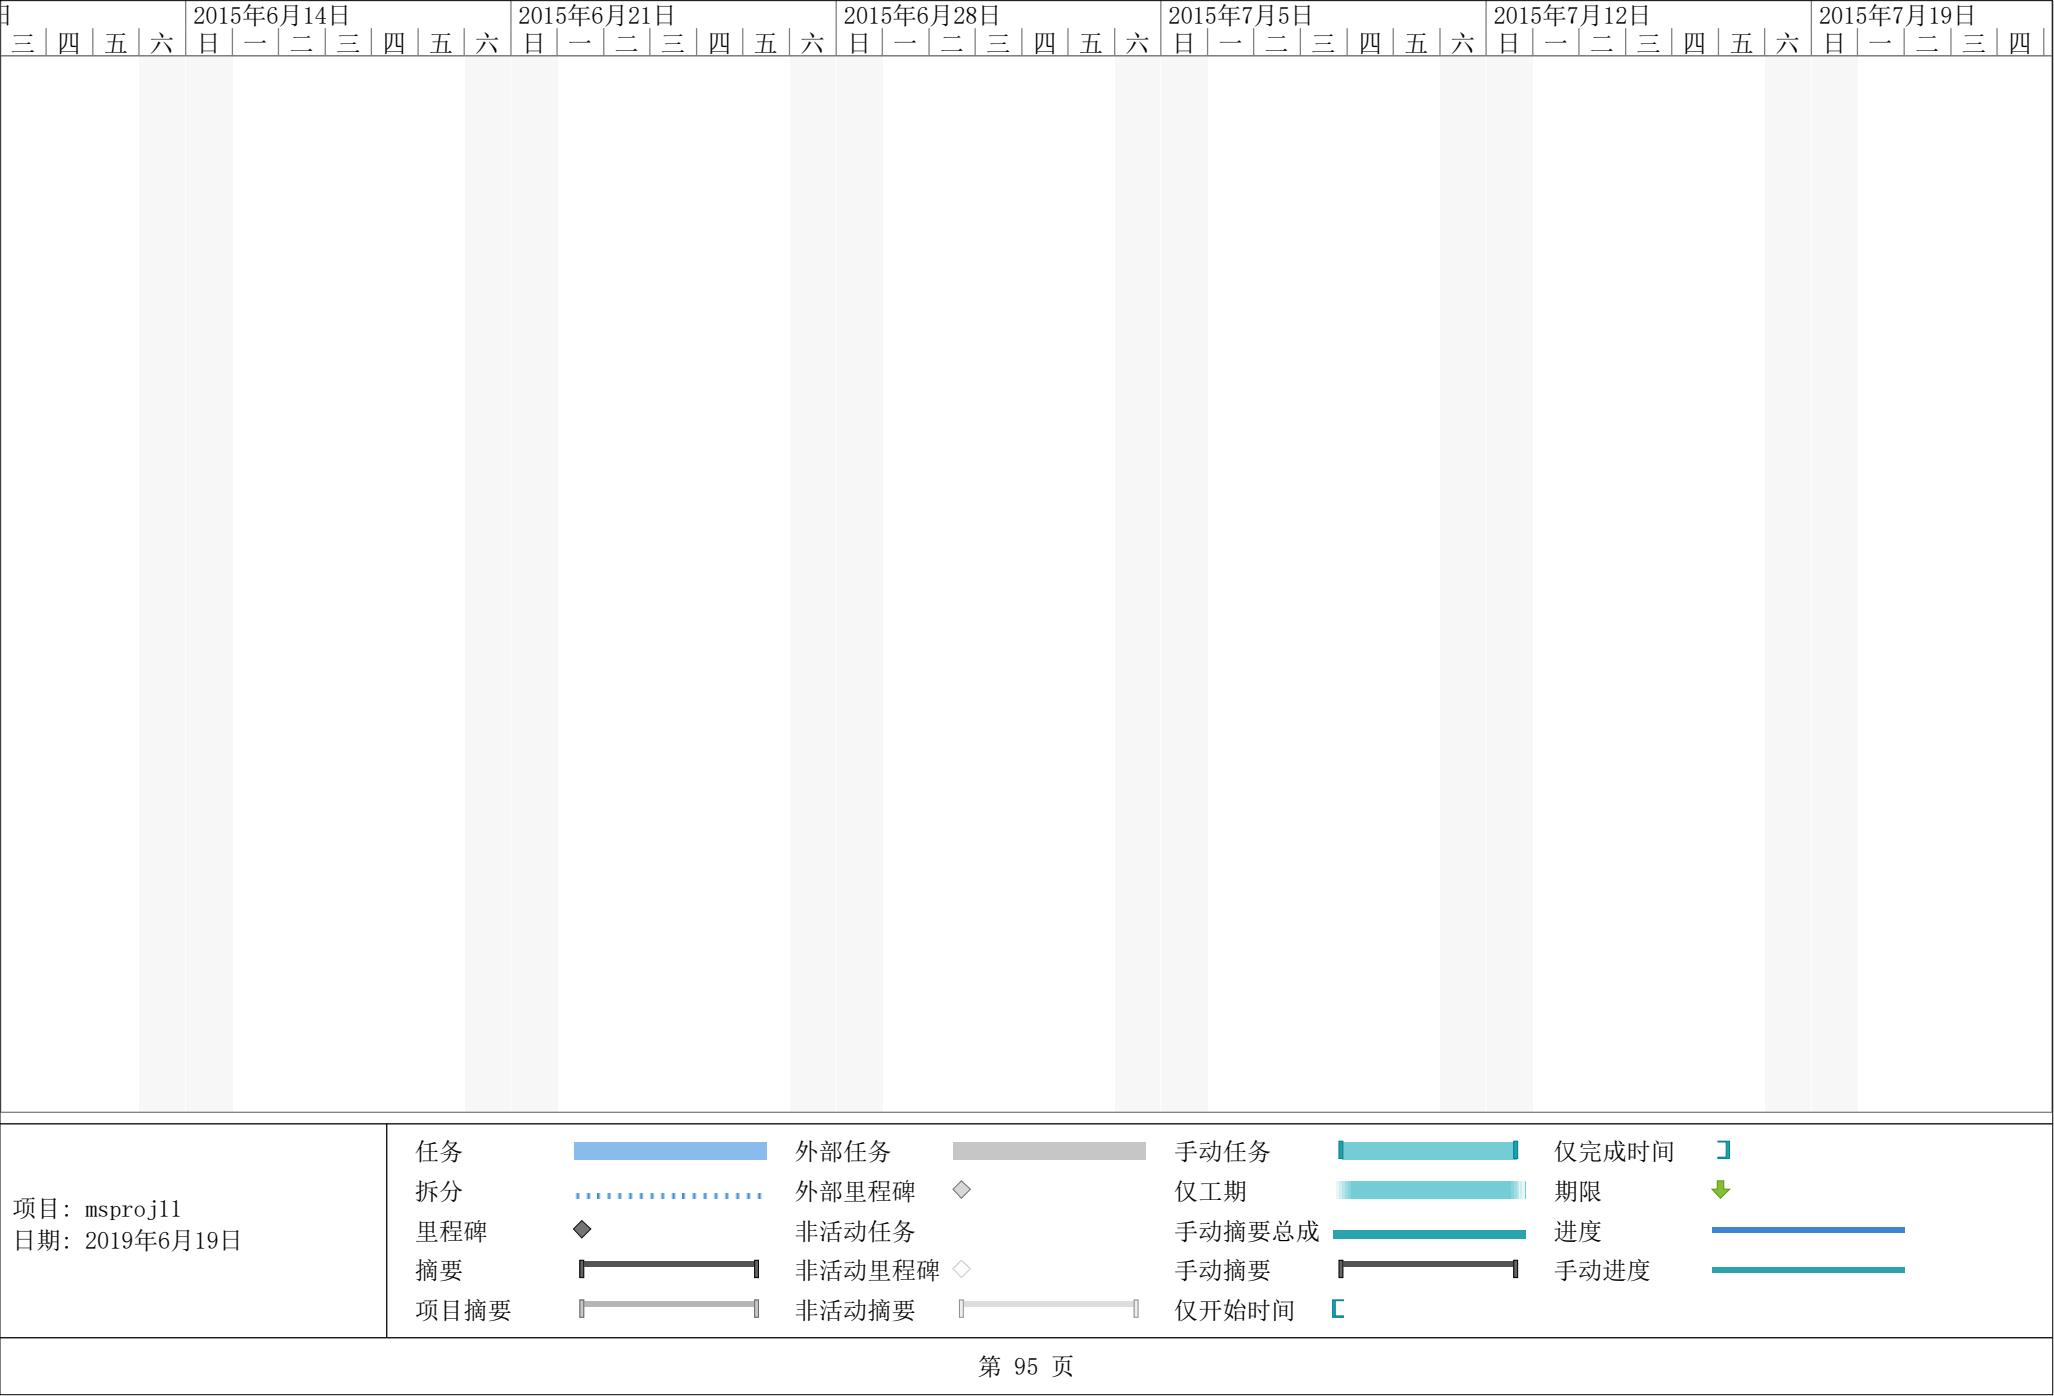 2015年6月14日 2015年6月21日 2015年6月28日 2015年7月5日 2015年7月12日 2015年7月19日
三 四 五 六 日 一 二 三 四 五 六 日 一 二 三 四 五 六 日 一 二 三 四 五 六 日 一 二 三 四 五 六 日 一 二 三 四 五 六 日 一 二 三 四
项目: msproj11
日期: 2019年6月19日
任务
拆分
里程碑
摘要
项目摘要
外部任务
外部里程碑
非活动任务
非活动里程碑
非活动摘要
手动任务
仅工期
手动摘要总成
手动摘要
仅开始时间
仅完成时间
期限
进度
手动进度
第 95 页